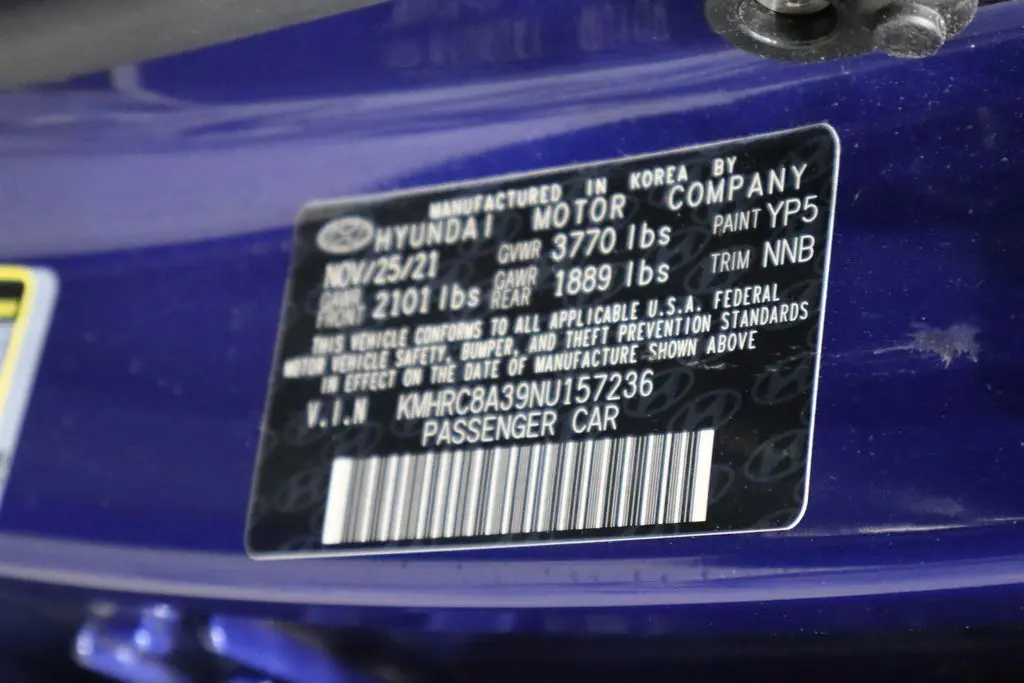 MANUFACTURED IN KOREA BY
HYUNDAI MOTOR COMPANY
NOV/25/21 GVWR 3770 lbs PAINT YP5
GAWR FRONT 2101 lbs GAWR REAR 1889 lbs TRIM NNB
THIS VEHICLE CONFORMS TO ALL APPLICABLE U.S.A. FEDERAL
MOTOR VEHICLE SAFETY, BUMPER, AND THEFT PREVENTION STANDARDS
IN EFFECT ON THE DATE OF MANUFACTURE SHOWN ABOVE
V.I.N KMHRC8A39NU157236
PASSENGER CAR